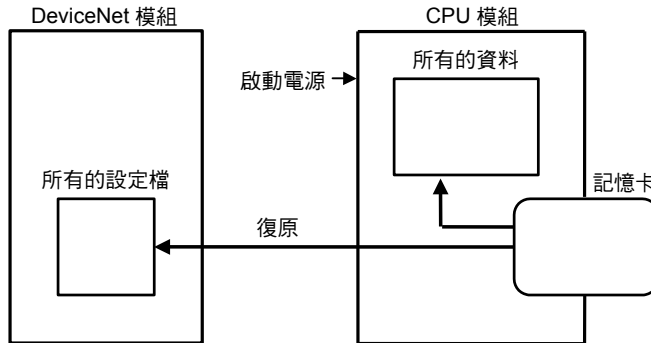 DeviceNet 模組
CPU 模組
所有的資料
啟動電源
所有的設定檔
記憶卡
復原